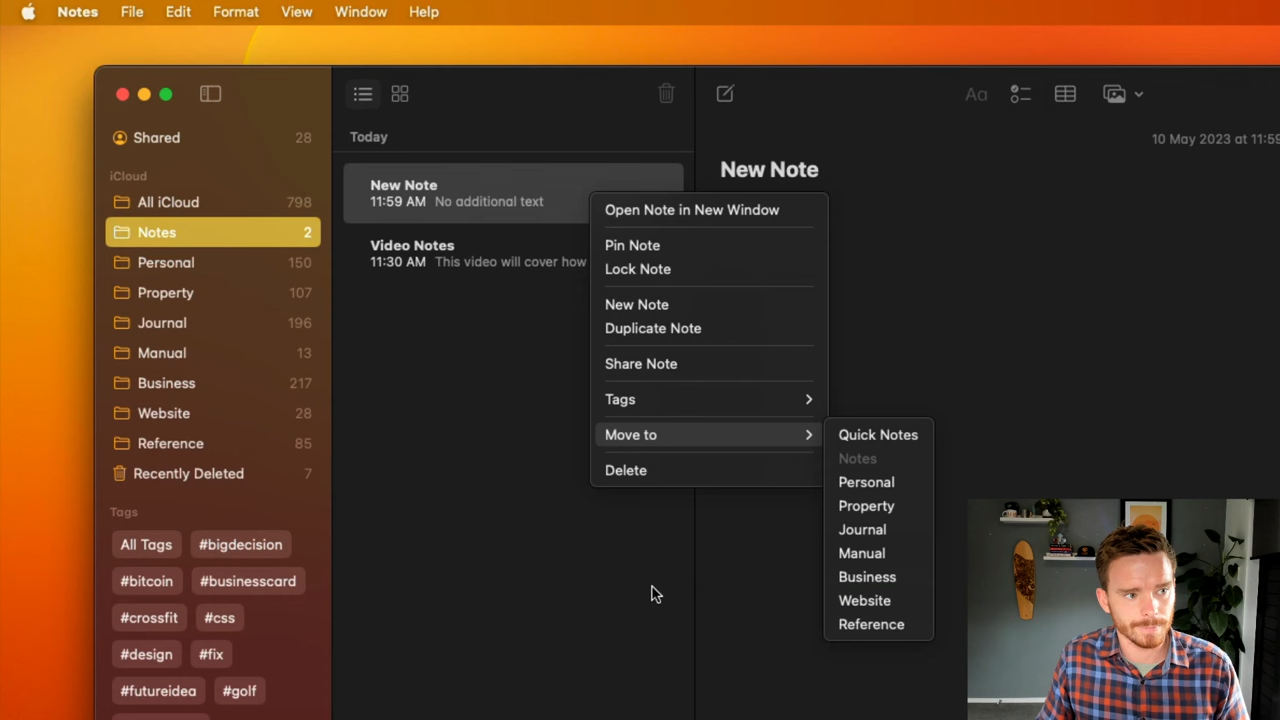 Notes File Edit Format View Window Help
Shared 28
iCloud
All iCloud 798
Notes 2
Personal 150
Property 107
Journal 196
Manual 13
Business 217
Website 28
Reference 85
Recently Deleted 7
Tags
All Tags #bigdecision
#bitcoin #businesscard
#crossfit #css
#design #fix
#futureidea #golf
Today
New Note
11:59 AM No additional text
Video Notes
11:30 AM This video will cover how
Aa
10 May 2023 at 11:59
New Note
Open Note in New Window
Pin Note
Lock Note
New Note
Duplicate Note
Share Note
Tags
Move to
Delete
Quick Notes
Notes
Personal
Property
Journal
Manual
Business
Website
Reference